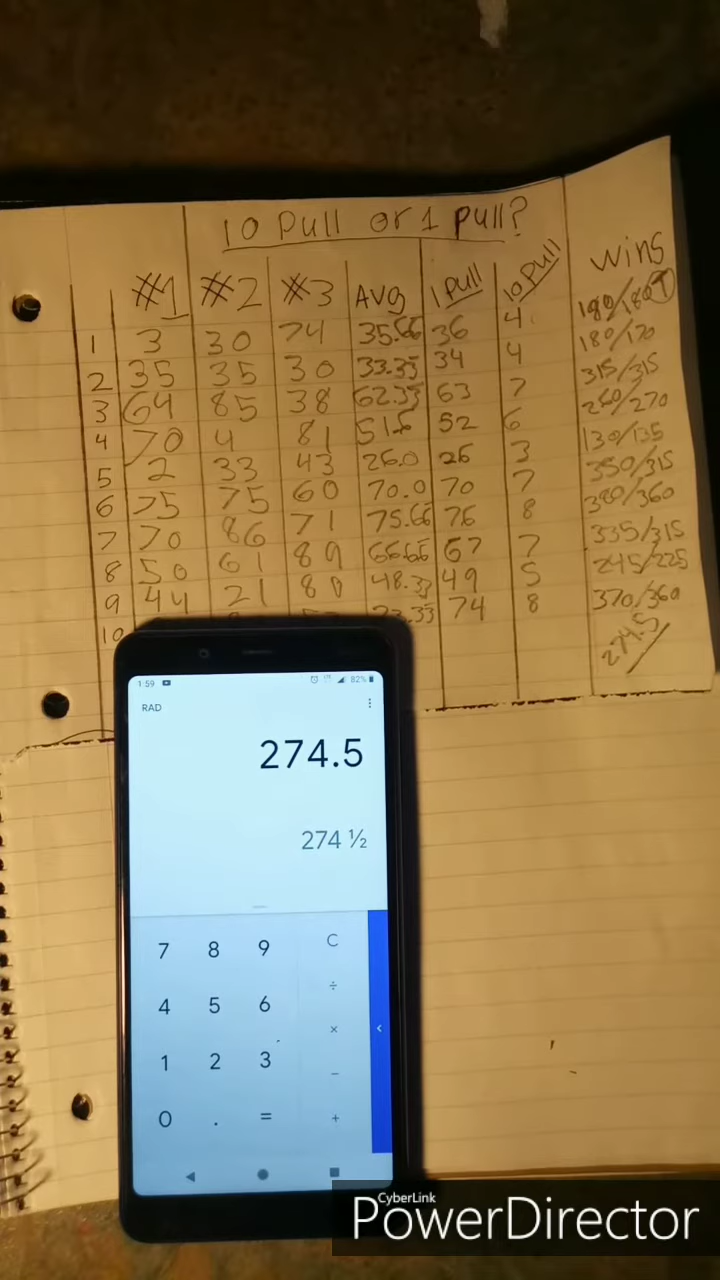 10 Pull or 1 Pull?
#1 #2 #3 AVG 1 Pull 10 Pull Wins
1 3 30 74 35.66 36 4 180/180 T
2 35 35 30 33.33 34 4 180/170
3 64 85 38 62.33 63 7 315/315
4 70 4 81 51.6 52 6 260/270
5 2 33 43 26.0 26 3 130/135
6 75 75 60 70.0 70 7 350/315
7 70 86 71 75.66 76 8 380/360
8 50 61 89 66.66 67 7 335/315
9 44 21 80 48.33 49 5 245/225
10 74 8 370/360
274.5
1:59 82%
RAD
274.5
274 ½
7 8 9 C
÷
4 5 6
×
<
1 2 3
−
0 . = +
CyberLink
PowerDirector